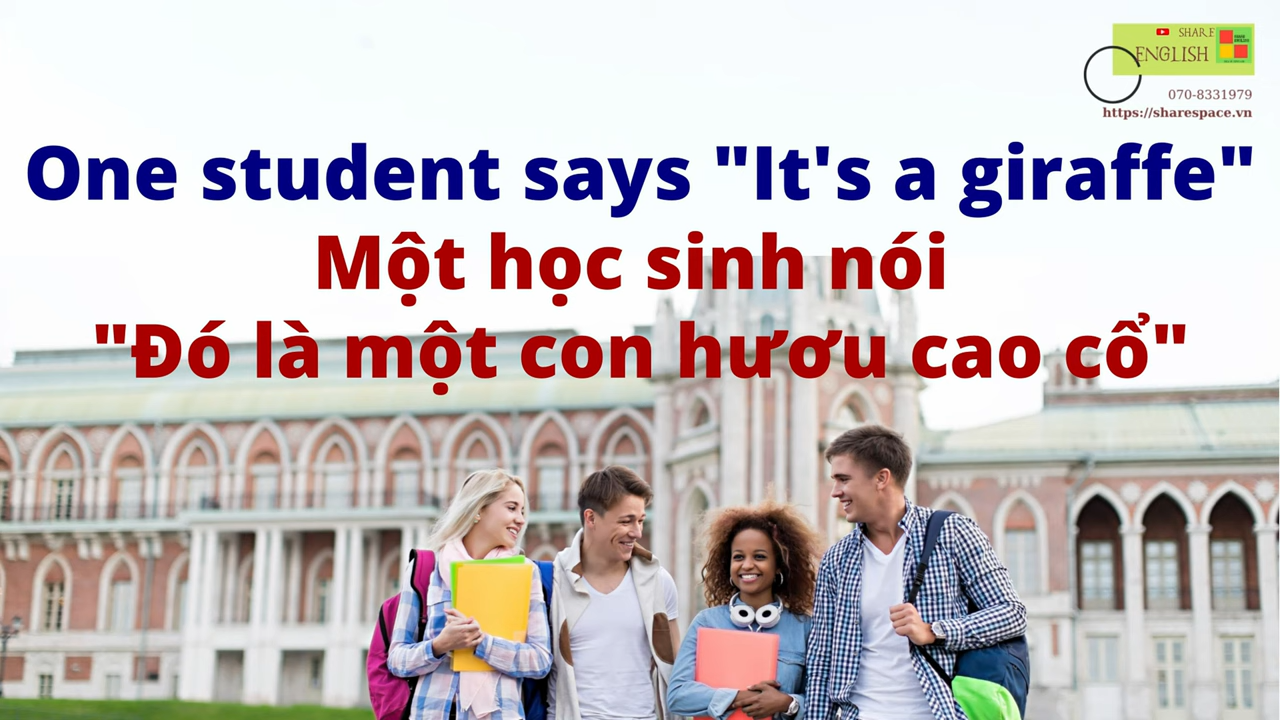 SHARE
ENGLISH
070-8331979
https://sharespace.vn
One student says "It's a giraffe"
Một học sinh nói
"Đó là một con hươu cao cổ"